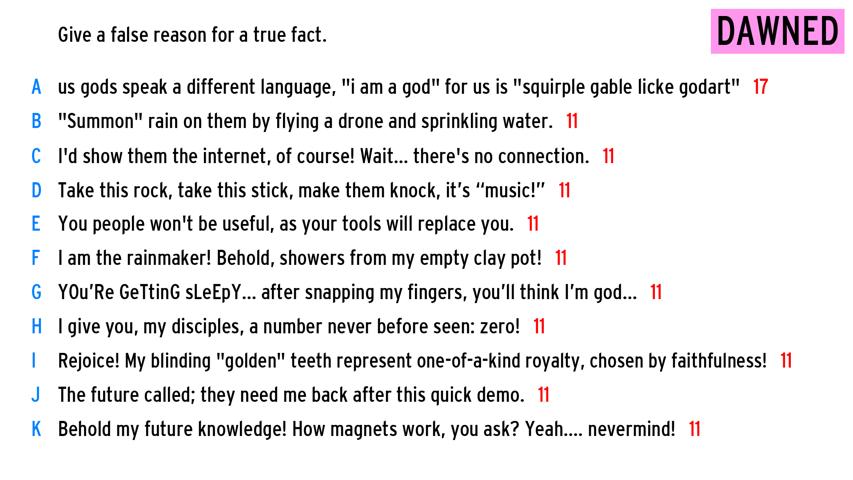 Give a false reason for a true fact.
DAWNED
A us gods speak a different language, "i am a god" for us is "squirple gable licke godart" 17
B "Summon" rain on them by flying a drone and sprinkling water. 11
C I'd show them the internet, of course! Wait... there's no connection. 11
D Take this rock, take this stick, make them knock, it’s “music!” 11
E You people won't be useful, as your tools will replace you. 11
F I am the rainmaker! Behold, showers from my empty clay pot! 11
G YOu’Re GeTtinG sLeEpY... after snapping my fingers, you’ll think I’m god... 11
H I give you, my disciples, a number never before seen: zero! 11
I Rejoice! My blinding "golden" teeth represent one-of-a-kind royalty, chosen by faithfulness! 11
J The future called; they need me back after this quick demo. 11
K Behold my future knowledge! How magnets work, you ask? Yeah.... nevermind! 11